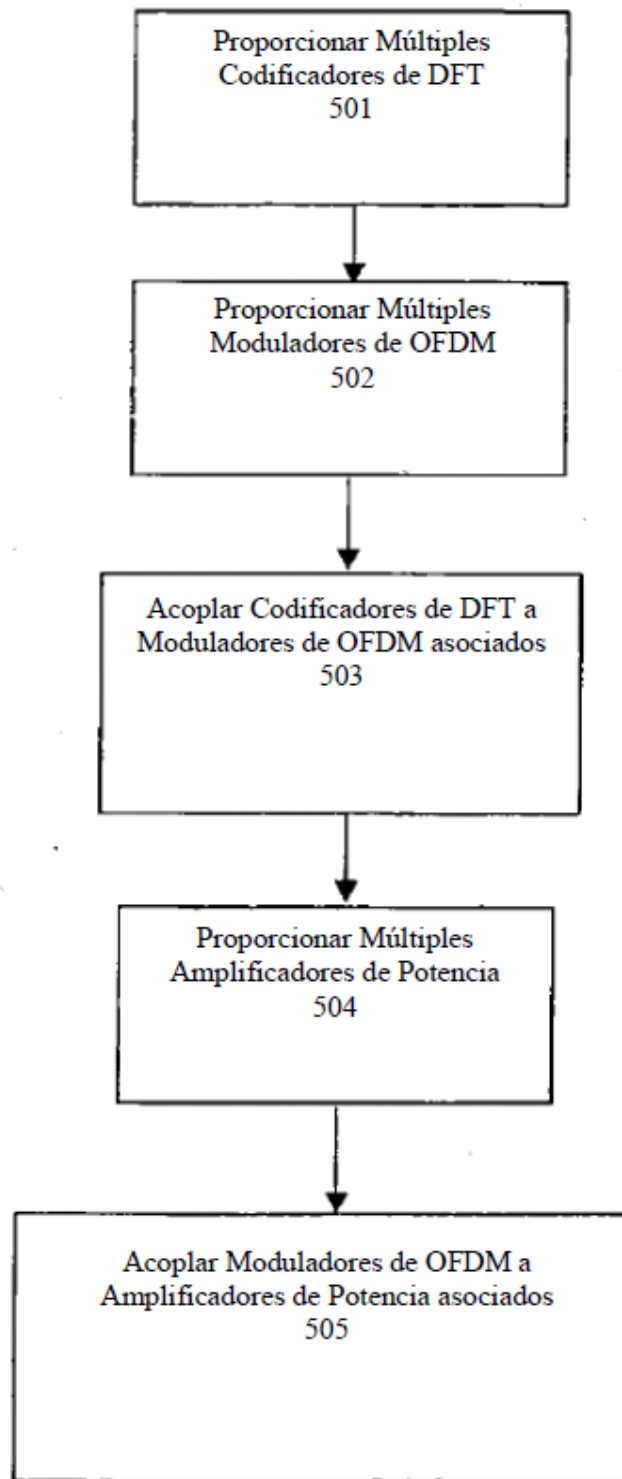 Proporcionar Múltiples
Codificadores de DFT
501
Proporcionar Múltiples
Moduladores de OFDM
502
Acoplar Codificadores de DFT a
Moduladores de OFDM asociados
503
Proporcionar Múltiples
Amplificadores de Potencia
504
Acoplar Moduladores de OFDM a
Amplificadores de Potencia asociados
505